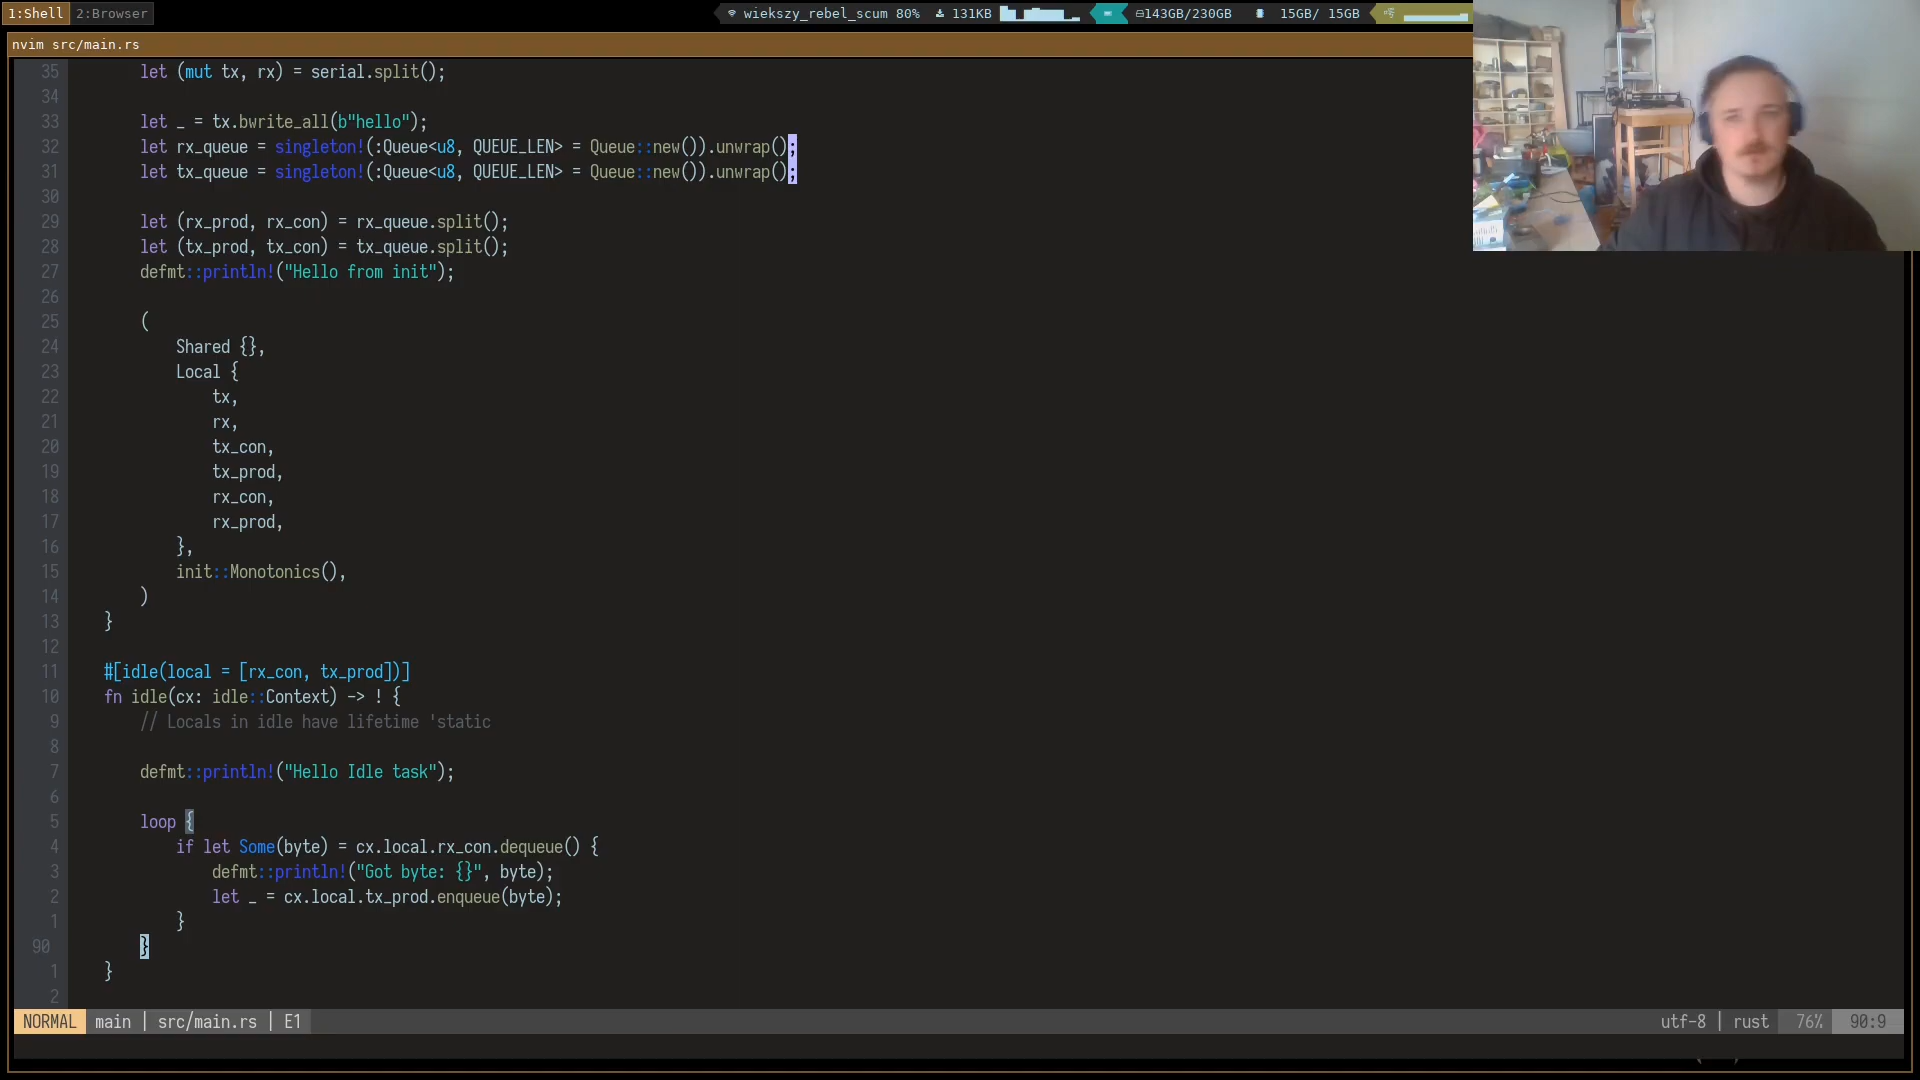 1:Shell 2:Browser wiekszy_rebel_scum 80% 131KB 143GB/230GB 15GB/ 15GB
nvim src/main.rs
35 let (mut tx, rx) = serial.split();
34
33 let _ = tx.bwrite_all(b"hello");
32 let rx_queue = singleton!(:Queue<u8, QUEUE_LEN> = Queue::new()).unwrap();
31 let tx_queue = singleton!(:Queue<u8, QUEUE_LEN> = Queue::new()).unwrap();
30
29 let (rx_prod, rx_con) = rx_queue.split();
28 let (tx_prod, tx_con) = tx_queue.split();
27 defmt::println!("Hello from init");
26
25 (
24 Shared {},
23 Local {
22 tx,
21 rx,
20 tx_con,
19 tx_prod,
18 rx_con,
17 rx_prod,
16 },
15 init::Monotonics(),
14 )
13 }
12
11 #[idle(local = [rx_con, tx_prod])]
10 fn idle(cx: idle::Context) -> ! {
9 // Locals in idle have lifetime 'static
8
7 defmt::println!("Hello Idle task");
6
5 loop {
4 if let Some(byte) = cx.local.rx_con.dequeue() {
3 defmt::println!("Got byte: {}", byte);
2 let _ = cx.local.tx_prod.enqueue(byte);
1 }
90 }
1 }
2
NORMAL main | src/main.rs | E1 utf-8 | rust 76% 90:9